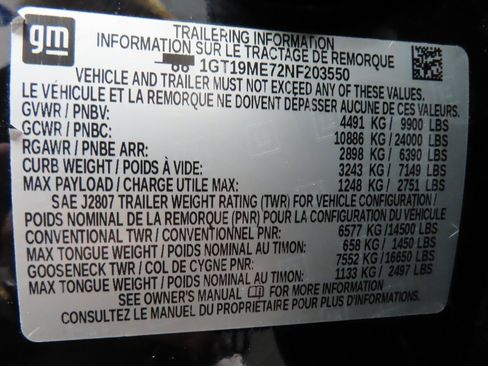 gm
TRAILERING INFORMATION
INFORMATION SUR LE TRACTAGE DE REMORQUE
1GT19ME72NF203550
VEHICLE AND TRAILER MUST NOT EXCEED /
LE VÉHICULE ET LA REMORQUE NE DOIVENT DÉPASSER AUCUNE DE CES VALEURS.
GVWR / PNBV: 4491 KG / 9900 LBS
GCWR / PNBC: 10886 KG / 24000 LBS
RGAWR / PNBE ARR: 2898 KG / 6390 LBS
CURB WEIGHT / POIDS À VIDE: 3243 KG / 7149 LBS
MAX PAYLOAD / CHARGE UTILE MAX: 1248 KG / 2751 LBS
SAE J2807 TRAILER WEIGHT RATING (TWR) FOR VEHICLE CONFIGURATION /
POIDS NOMINAL DE LA REMORQUE (PNR) POUR LA CONFIGURATION DU VÉHICULE
CONVENTIONAL TWR / CONVENTIONNEL PNR: 6577 KG /14500 LBS
MAX TONGUE WEIGHT / POIDS NOMINAL AU TIMON: 658 KG / 1450 LBS
GOOSENECK TWR / COL DE CYGNE PNR: 7552 KG /16650 LBS
MAX TONGUE WEIGHT / POIDS NOMINAL AU TIMON: 1133 KG / 2497 LBS
SEE OWNER'S MANUAL FOR MORE INFORMATION
CONSULTEZ LE MANUEL DU PROPRIÉTAIRE POUR PLUS D'INFORMATIONS